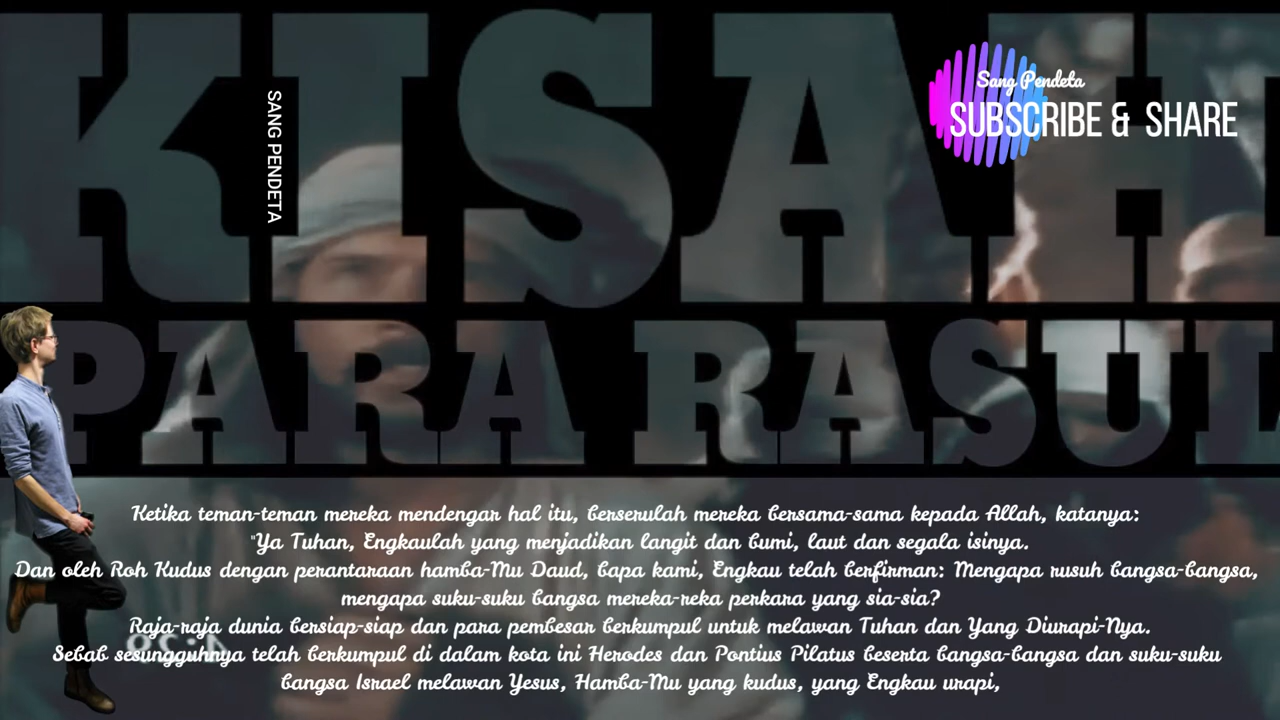 KISAH
SANG PENDETA
Sang Pendeta
SUBSCRIBE & SHARE
PARA RASUL
Ketika teman-teman mereka mendengar hal itu, berserulah mereka bersama-sama kepada Allah, katanya:
"Ya Tuhan, Engkaulah yang menjadikan langit dan bumi, laut dan segala isinya.
Dan oleh Roh Kudus dengan perantaraan hamba-Mu Daud, bapa kami, Engkau telah berfirman: Mengapa rusuh bangsa-bangsa,
mengapa suku-suku bangsa mereka-reka perkara yang sia-sia?
Raja-raja dunia bersiap-siap dan para pembesar berkumpul untuk melawan Tuhan dan Yang Diurapi-Nya.
Sebab sesungguhnya telah berkumpul di dalam kota ini Herodes dan Pontius Pilatus beserta bangsa-bangsa dan suku-suku
bangsa Israel melawan Yesus, Hamba-Mu yang kudus, yang Engkau urapi,